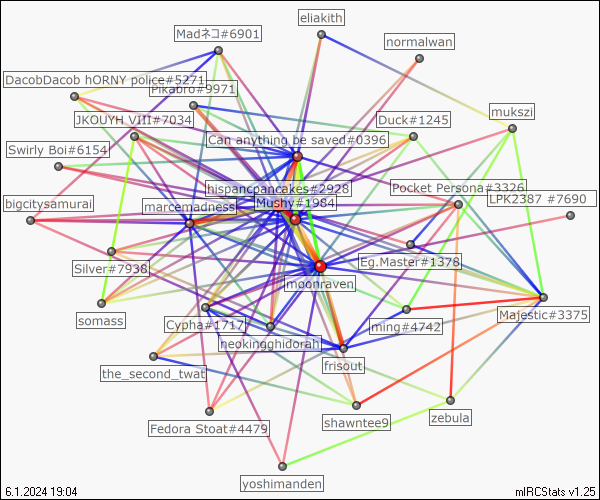 eliakith
Madネコ#6901
normalwan
DacobDacob hORNY police#5271
Pikabro#9971
mukszi
JKOUYH VIII#7034
Duck#1245
Can anything be saved#0396
Swirly Boi#6154
hispancpancakes#2928
Pocket Persona#3326
LPK2387 #7690
bigcitysamurai
marcemadness
Mushy#1984
Eg.Master#1378
Silver#7938
moonraven
somass
Cypha#1717
ming#4742
Majestic#3375
neokingghidorah
frisout
the_second_twat
Fedora Stoat#4479
shawntee9
zebula
yoshimanden
6.1.2024 19:04
mIRCStats v1.25